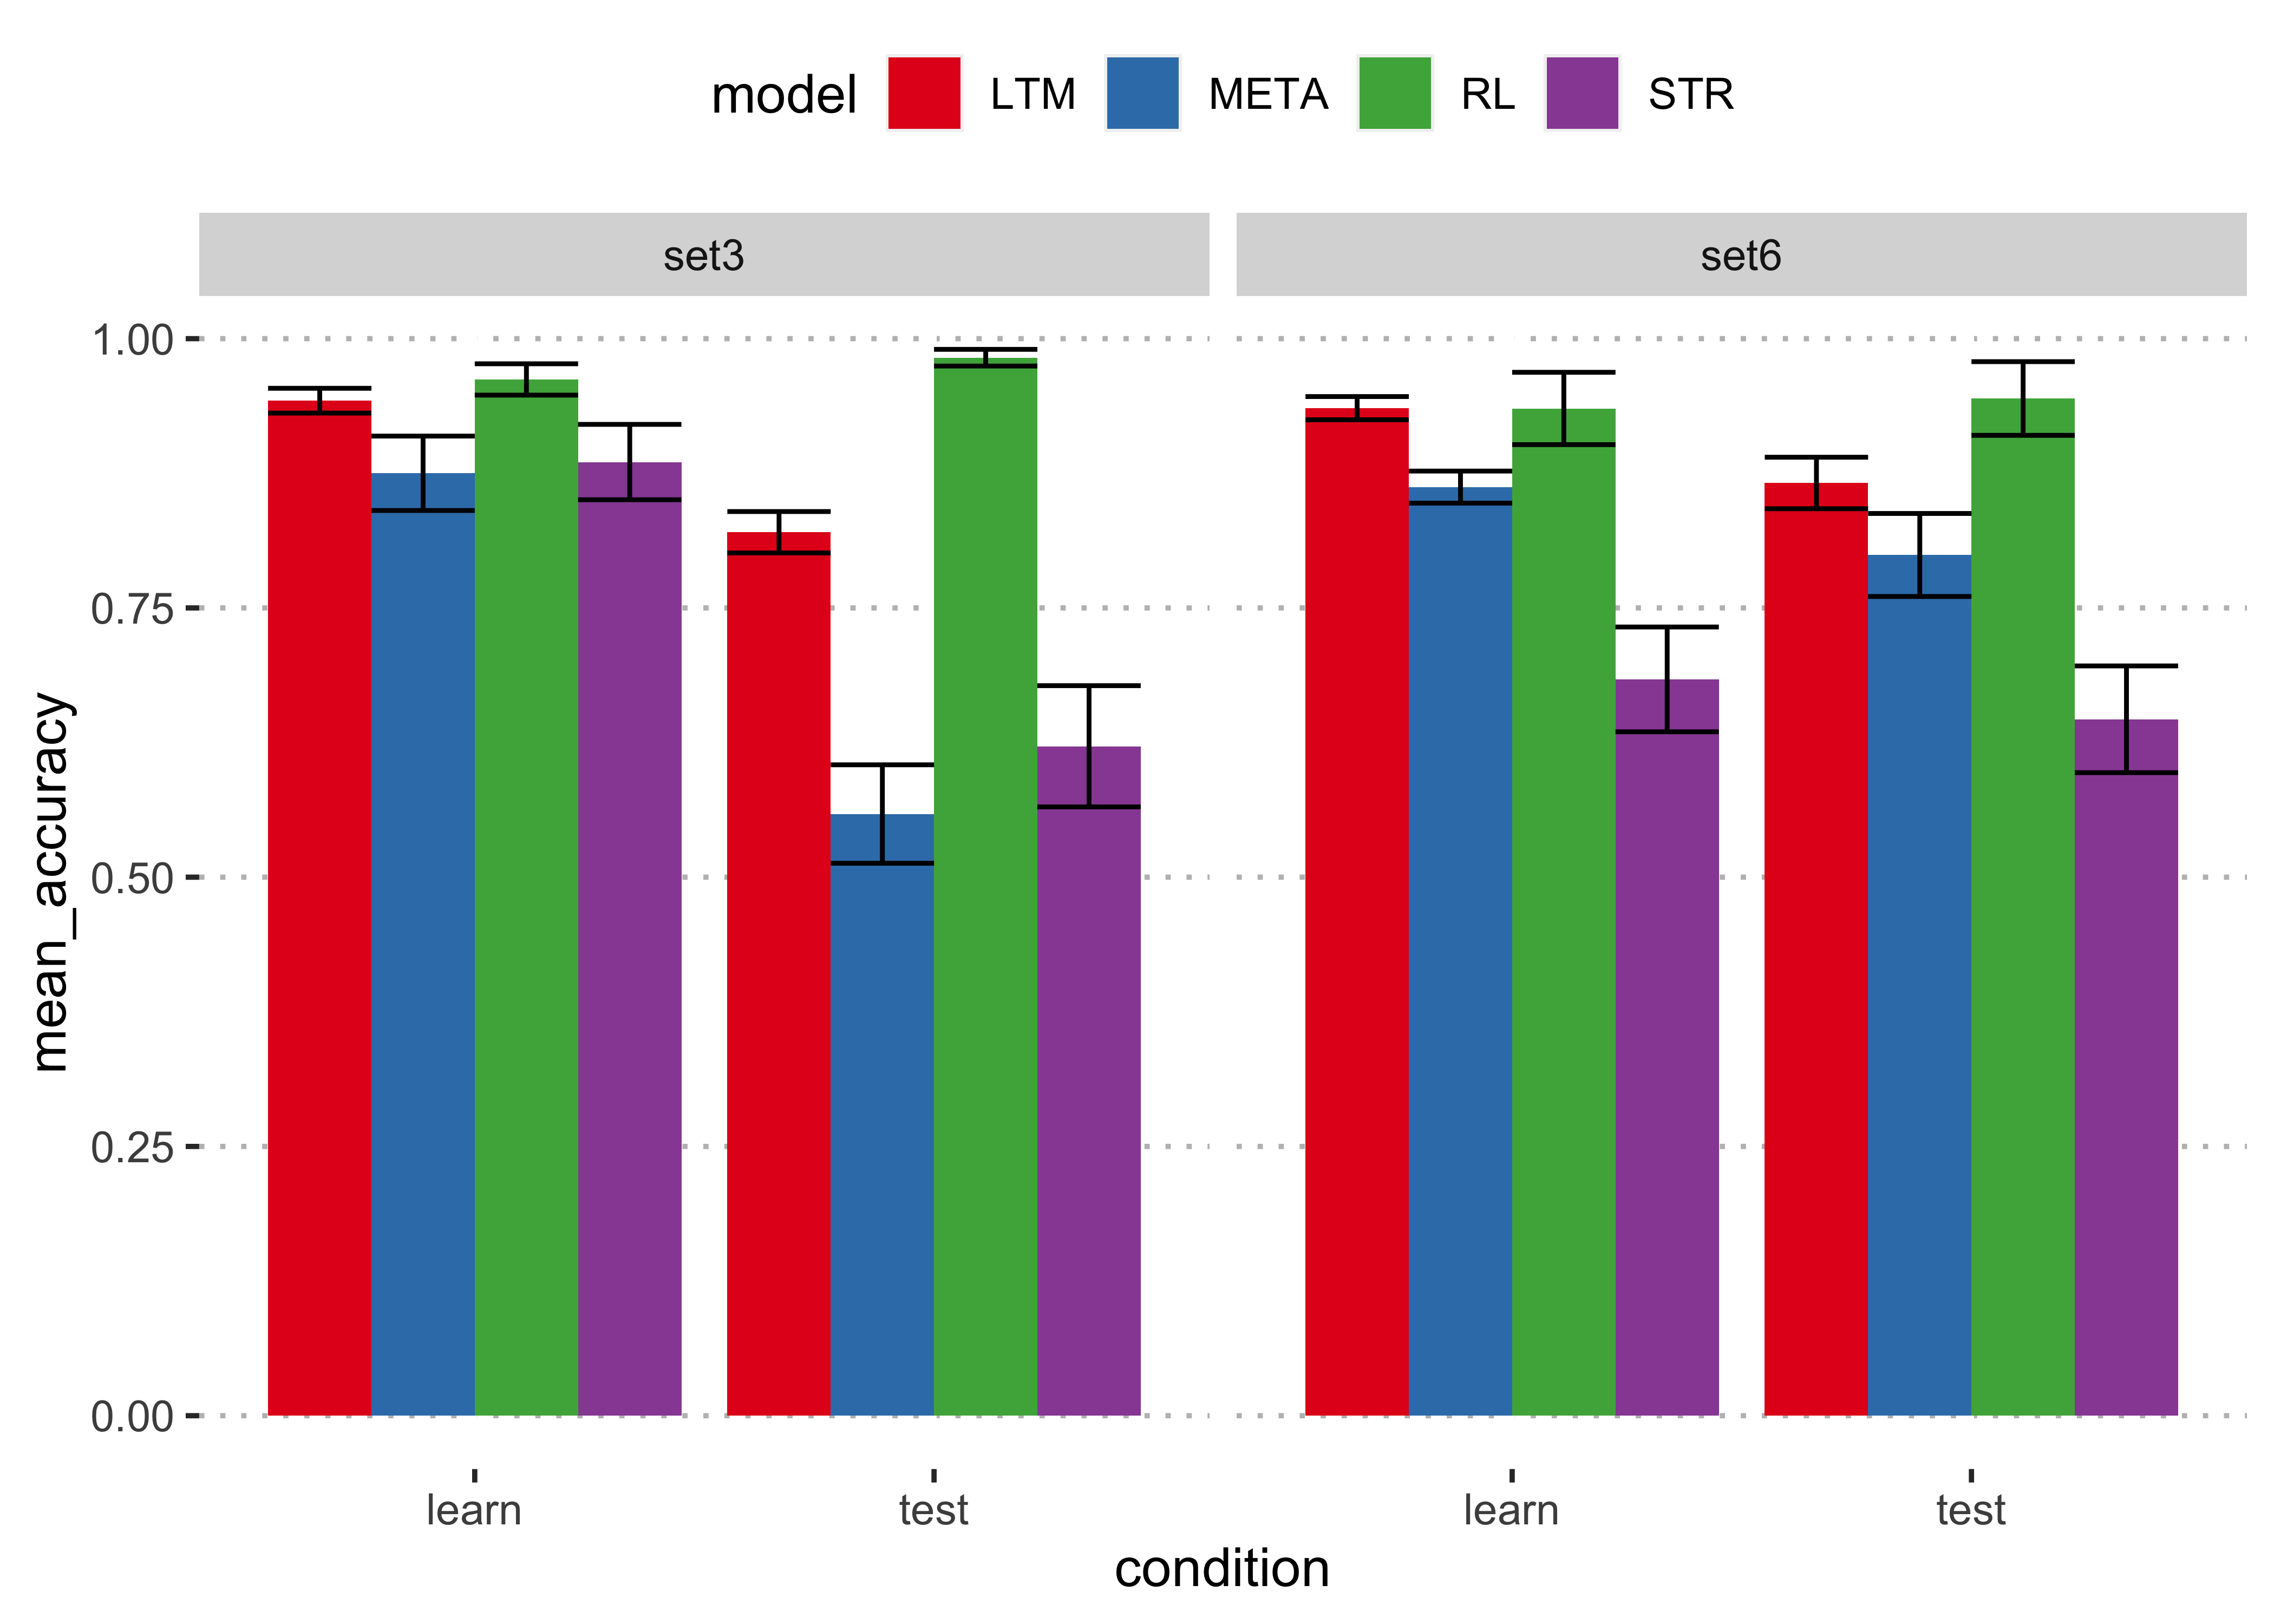 model LTM META RL STR
set3 set6
1.00
0.75
0.50
0.25
0.00
mean_accuracy
learn test learn test
condition